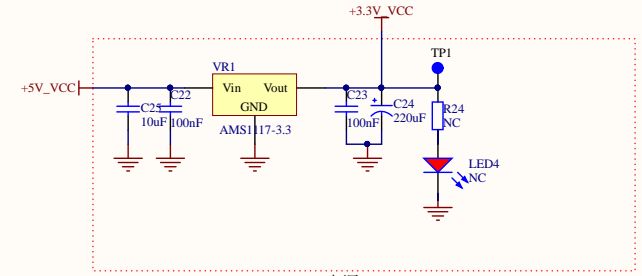 +3.3V_VCC
TP1
VR1
+5V_VCC
Vin
Vout
GND
AMS1117-3.3
C25
10uF
C22
100nF
C23
100nF
C24
220uF
R24
NC
LED4
NC